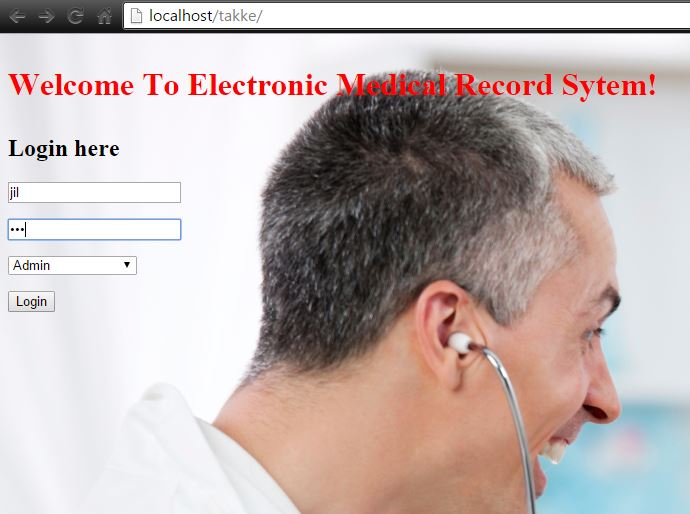 localhost/takke/
Welcome To Electronic Medical Record Sytem!
Login here
jil
•••
Admin
Login